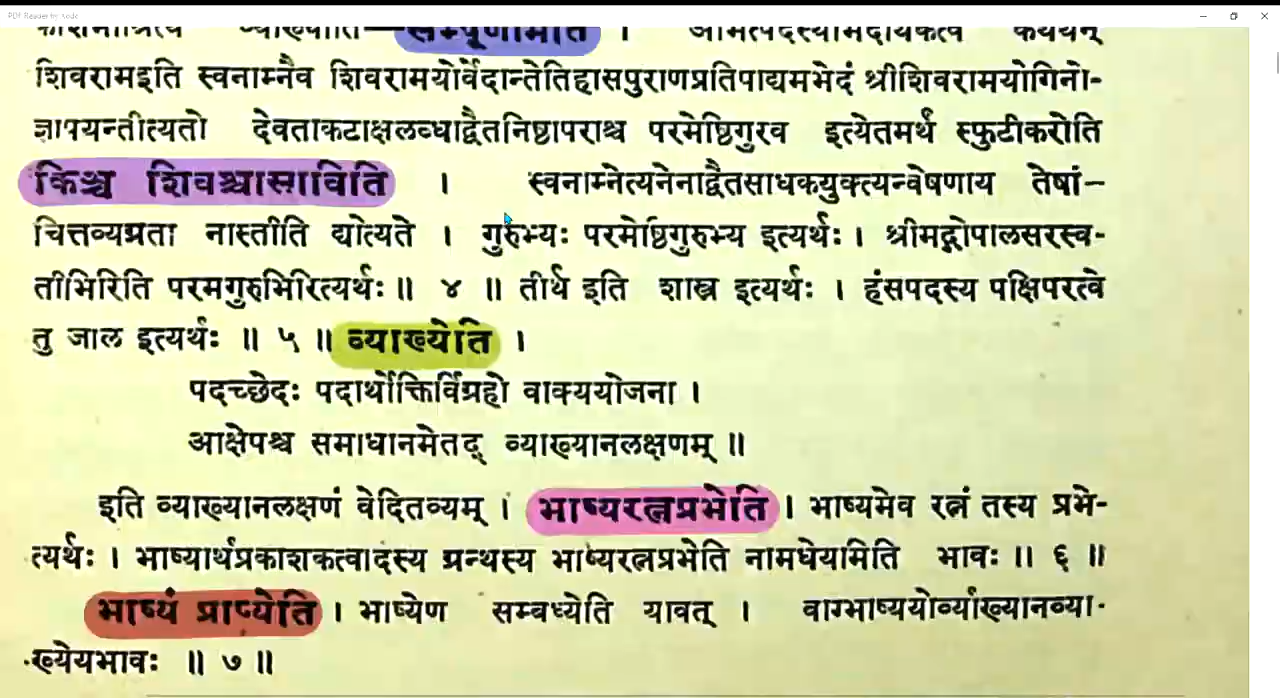 PDF Reader by Xodo
शिवरामइति स्वनाम्नैव शिवरामयोर्वेदान्तेतिहासपुराणप्रतिपाद्यमभेदं श्रीशिवरामयोगिनो-
ज्ञापयन्तीत्यतो देवताकटाक्षलब्धाद्वैतनिष्ठापराश्च परमेष्ठिगुरव इत्येतमर्थं स्फुटीकरोति
किञ्च शिवश्चासाविति । स्वनाम्नेत्यनेनाद्वैतसाधकयुक्त्यन्वेषणाय तेषां–
चित्तव्यग्रता नास्तीति द्योत्यते । गुरुभ्यः परमेष्ठिगुरुभ्य इत्यर्थः । श्रीमद्गोपालसरस्व-
तीभिरिति परमगुरुभिरित्यर्थः ॥ ४ ॥ तीर्थ इति शास्त्र इत्यर्थः । हंसपदस्य पक्षिपरत्वे
तु जाल इत्यर्थः ॥ ५ ॥ व्याख्येति ।
पदच्छेदः पदार्थोक्तिर्विग्रहो वाक्ययोजना ।
आक्षेपश्च समाधानमेतद् व्याख्यानलक्षणम् ॥
इति व्याख्यानलक्षणं वेदितव्यम् । भाष्यरत्नप्रभेति । भाष्यमेव रत्नं तस्य प्रभे-
त्यर्थः । भाष्यार्थप्रकाशकत्वादस्य ग्रन्थस्य भाष्यरत्नप्रभेति नामधेयामिति भावः ॥ ६ ॥
भाष्यं प्राप्येति । भाष्येण सम्बध्येति यावत् । वाग्भाष्ययोर्व्याख्यानव्या-
ख्येयभावः ॥ ७ ॥